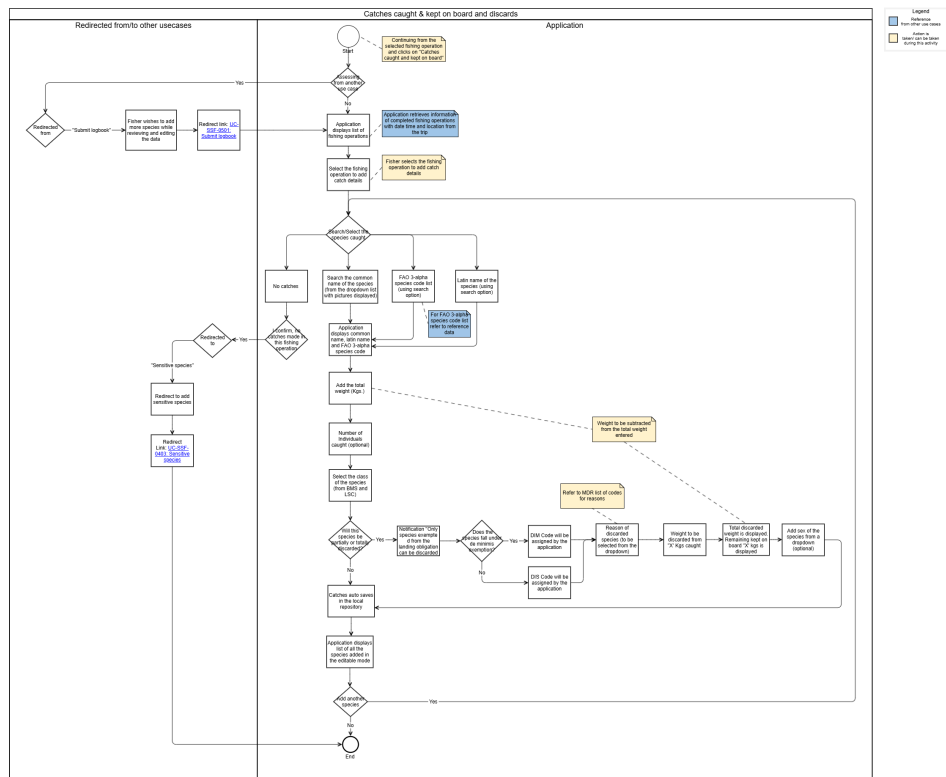 Catches caught & kept on board and discards
Redirected from/to other usecases
Application
Legend
Reference
from other use cases
Action is
taken/ can be taken
during this activity
Start
Continuing from the
selected fishing operation
and clicks on "Catches
caught and kept on board"
Assessing
from another
use case
Yes
No
Redirected
from
"Submit logbook"
Fisher wishes to add
more species while
reviewing and editing
the data
Redirect link: UC-
SSF-0501:
Submit logbook
Application
displays list of
fishing operations
Application retrieves information
of completed fishing operations
with date time and location from
the trip
Select the fishing
operation to add
catch details
Fisher selects the fishing
operation to add catch
details
Search/Select the
species caught
No catches
Search the common
name of the species
(from the dropdown list
with pictures displayed)
FAO 3-alpha
species code list
(using search
option)
Latin name of the
species (using
search option)
For FAO 3-alpha
species code list
refer to reference
data
I confirm, no
catches made in
this fishing
operation
Yes
Redirected
to
Application
displays common
name, latin name
and FAO 3-alpha
species code
"Sensitive species"
Redirect to add
sensitive species
Redirect
Link: UC-SSF-
0403: Sensitive
species
Add the total
weight (Kgs.)
Weight to be subtracted
from the total weight
entered
Number of
Individuals
caught (optional)
Select the class
of the species
(from BMS and
LSC)
Refer to MDR list of codes
for reasons
Will this
species be
partially or totally
discarded?
Yes
Notification "Only
species exempte
d from the
landing obligation
can be discarded
Does the
species fall under
de minimis
exemption?
Yes
DIM Code will be
assigned by the
application
Reason of
discarded
species (to be
selected from the
dropdown)
Weight to be
discarded from
"X' Kgs caught
Total discarded
weight is displayed.
Remaining kept on
board "X" kgs is
displayed
Add sex of the
species from a
dropdown
(optional)
No
No
DIS Code will be
assigned by the
application
Catches auto saves
in the local
repository
Application displays
list of all the
species added in
the editable mode
Add another
species
Yes
No
End